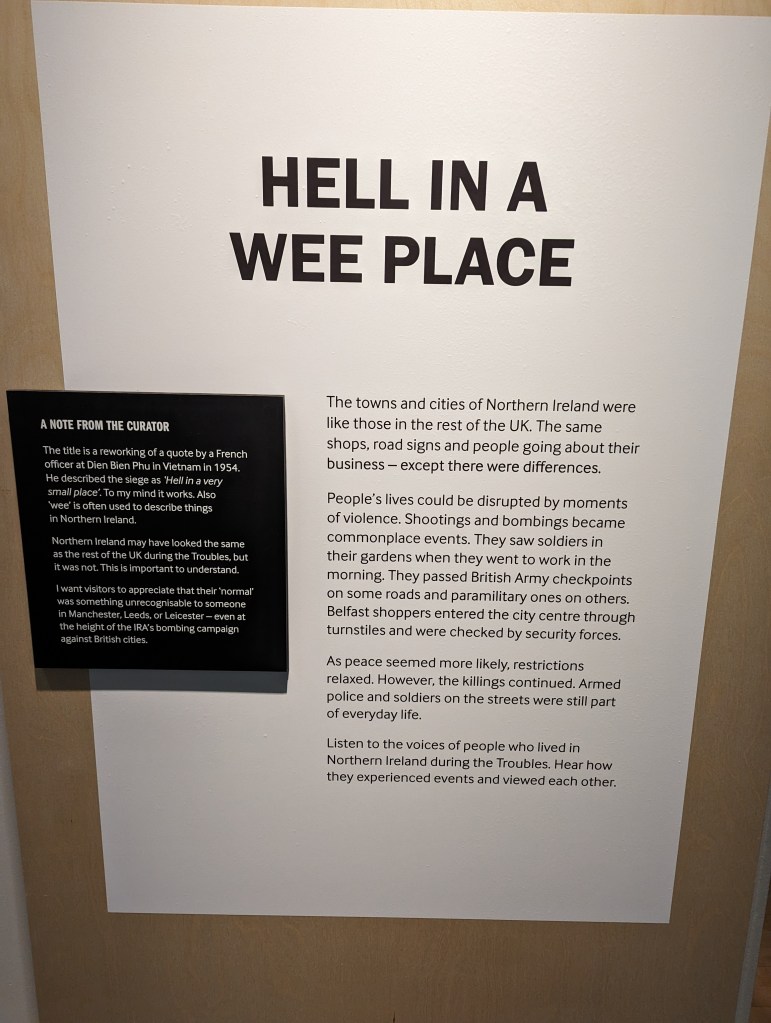 HELL IN A
WEE PLACE
A NOTE FROM THE CURATOR
The title is a reworking of a quote by a French
officer at Dien Bien Phu in Vietnam in 1954.
He described the siege as 'Hell in a very
small place'. To my mind it works. Also
'wee' is often used to describe things
in Northern Ireland.
Northern Ireland may have looked the same
as the rest of the UK during the Troubles, but
it was not. This is important to understand.
I want visitors to appreciate that their 'normal'
was something unrecognisable to someone
in Manchester, Leeds, or Leicester – even at
the height of the IRA's bombing campaign
against British cities.
The towns and cities of Northern Ireland were
like those in the rest of the UK. The same
shops, road signs and people going about their
business – except there were differences.
People's lives could be disrupted by moments
of violence. Shootings and bombings became
commonplace events. They saw soldiers in
their gardens when they went to work in the
morning. They passed British Army checkpoints
on some roads and paramilitary ones on others.
Belfast shoppers entered the city centre through
turnstiles and were checked by security forces.
As peace seemed more likely, restrictions
relaxed. However, the killings continued. Armed
police and soldiers on the streets were still part
of everyday life.
Listen to the voices of people who lived in
Northern Ireland during the Troubles. Hear how
they experienced events and viewed each other.